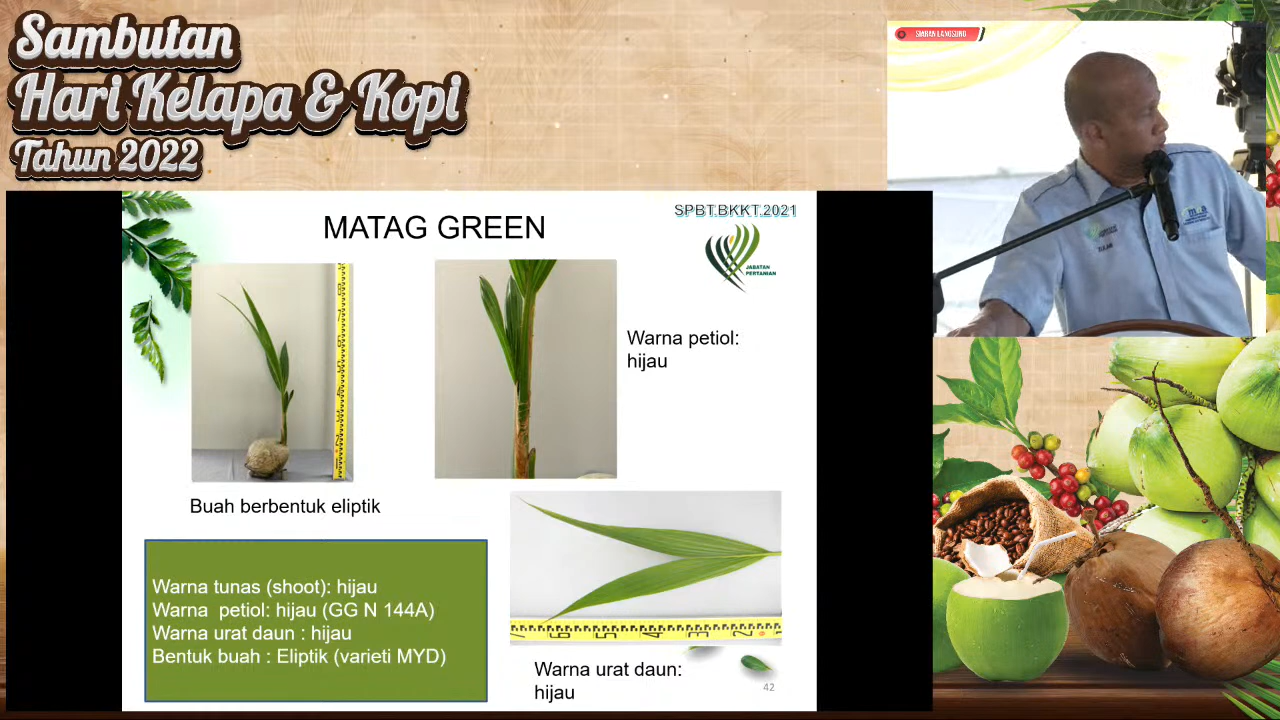 Sambutan
Hari Kelapa & Kopi
Tahun 2022
SIARAN LANGSUNG
MATAG GREEN
SPBT.BKKT.2021
JABATAN
PERTANIAN
Warna petiol:
hijau
Buah berbentuk eliptik
Warna tunas (shoot): hijau
Warna petiol: hijau (GG N 144A)
Warna urat daun : hijau
Bentuk buah : Eliptik (varieti MYD)
Warna urat daun:
hijau
42